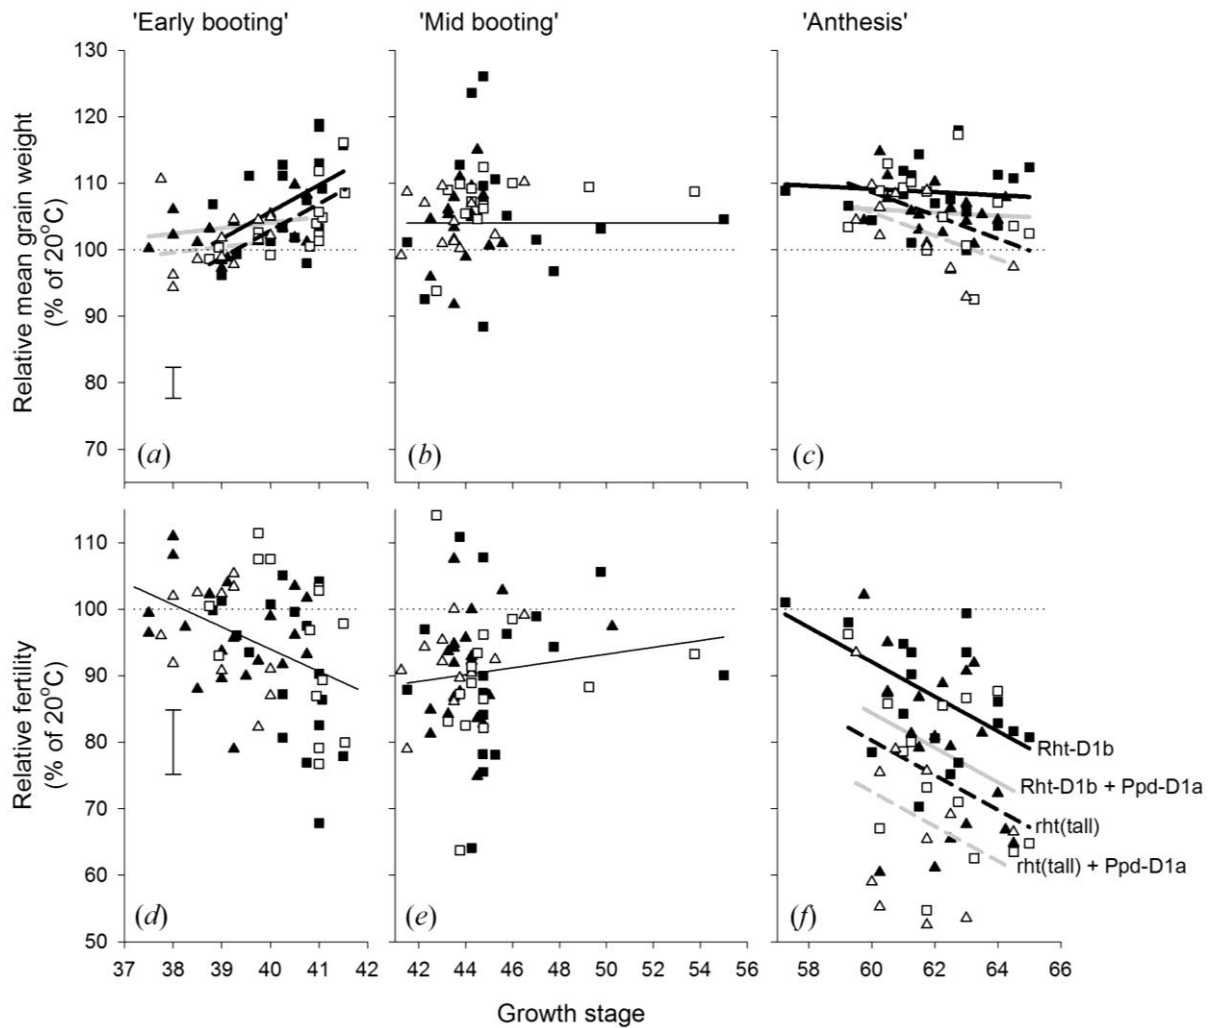 'Early booting'
'Mid booting'
'Anthesis'
Relative mean grain weight
(% of 20°C)
130
120
110
100
90
80
70
(a)
(b)
(c)
Relative fertility
(% of 20°C)
110
100
90
80
70
60
50
(d)
(e)
(f)
Rht-D1b
Rht-D1b + Ppd-D1a
rht(tall)
rht(tall) + Ppd-D1a
37 38 39 40 41 42
42 44 46 48 50 52 54 56
58 60 62 64 66
Growth stage